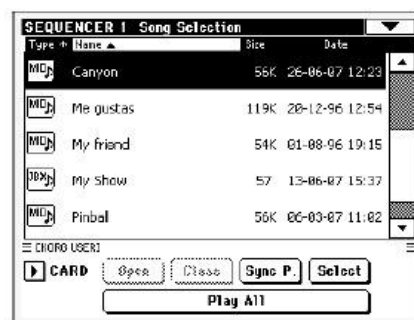 SEQUENCER 1 Song Selection
Type Name Size Date
MID Canyon 56K 26-06-07 12:23
MID Me gustas 119K 20-12-96 12:54
MID My friend 54K 01-08-96 19:15
JBX My Show 57 13-06-07 15:37
MID Pinball 56K 06-03-07 11:02
[KORG USER]
CARD Open Close Sync P. Select
Play All